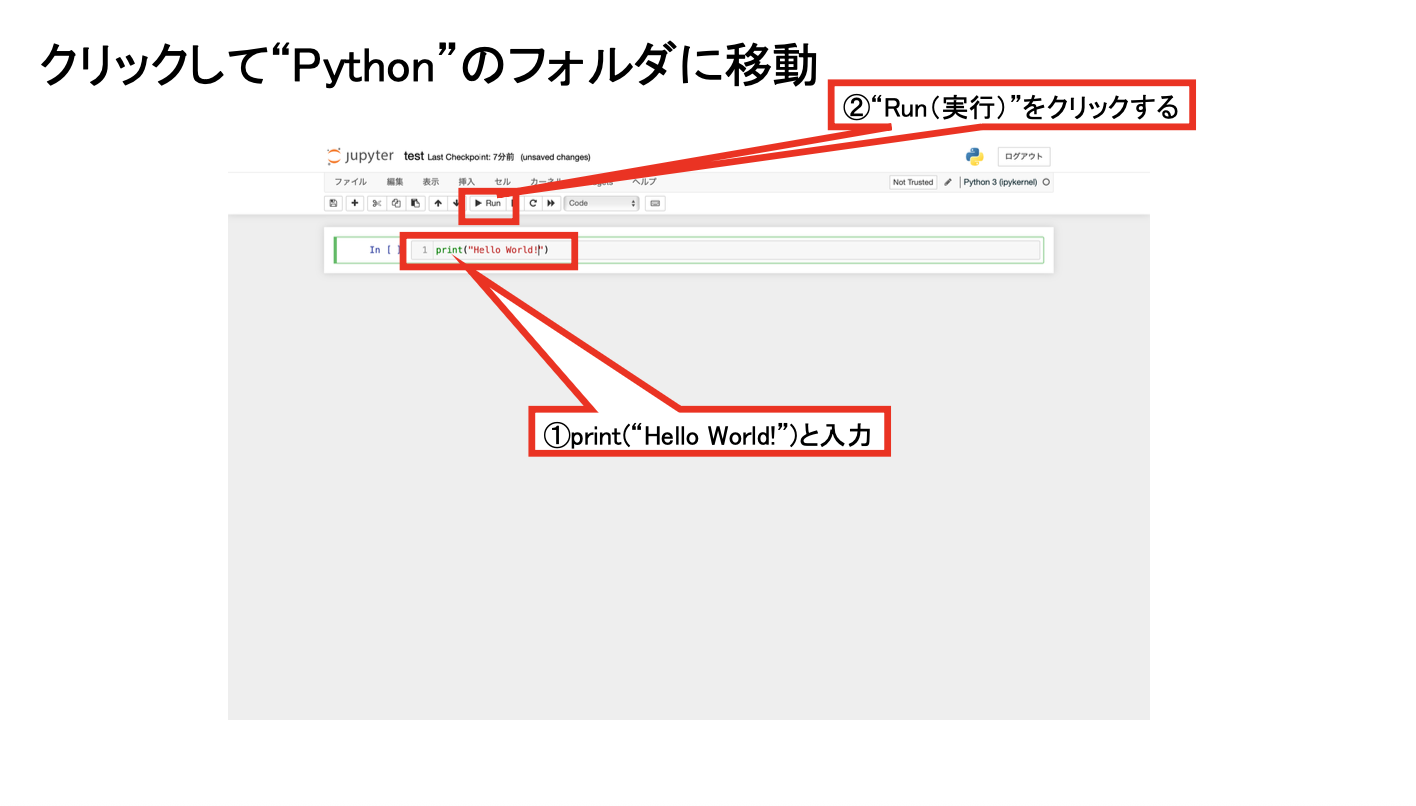 クリックして“Python”のフォルダに移動
②“Run（実行）”をクリックする
jupyter test Last Checkpoint: 7分前 (unsaved changes)
ログアウト
ファイル 編集 表示 挿入 セル カーネル ヘルプ
Not Trusted
Python 3 (ipykernel)
Run
Code
In [ ]
1 print("Hello World!")
①print(“Hello World!”)と入力